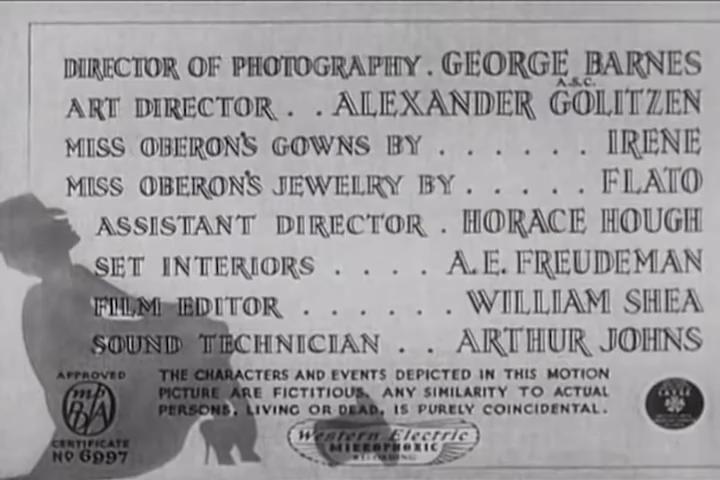 DIRECTOR OF PHOTOGRAPHY . GEORGE BARNES
A.S.C.
ART DIRECTOR . . ALEXANDER GOLITZEN
MISS OBERON'S GOWNS BY . . . . . . IRENE
MISS OBERON'S JEWELRY BY . . . . . FLATO
ASSISTANT DIRECTOR . HORACE HOUGH
SET INTERIORS . . . . A. E. FREUDEMAN
FILM EDITOR . . . . . . WILLIAM SHEA
SOUND TECHNICIAN . . ARTHUR JOHNS
THE CHARACTERS AND EVENTS DEPICTED IN THIS MOTION
PICTURE ARE FICTITIOUS. ANY SIMILARITY TO ACTUAL
PERSONS, LIVING OR DEAD, IS PURELY COINCIDENTAL.
APPROVED
CERTIFICATE
Nº 6997
Western Electric
MIRROPHONIC
RECORDING